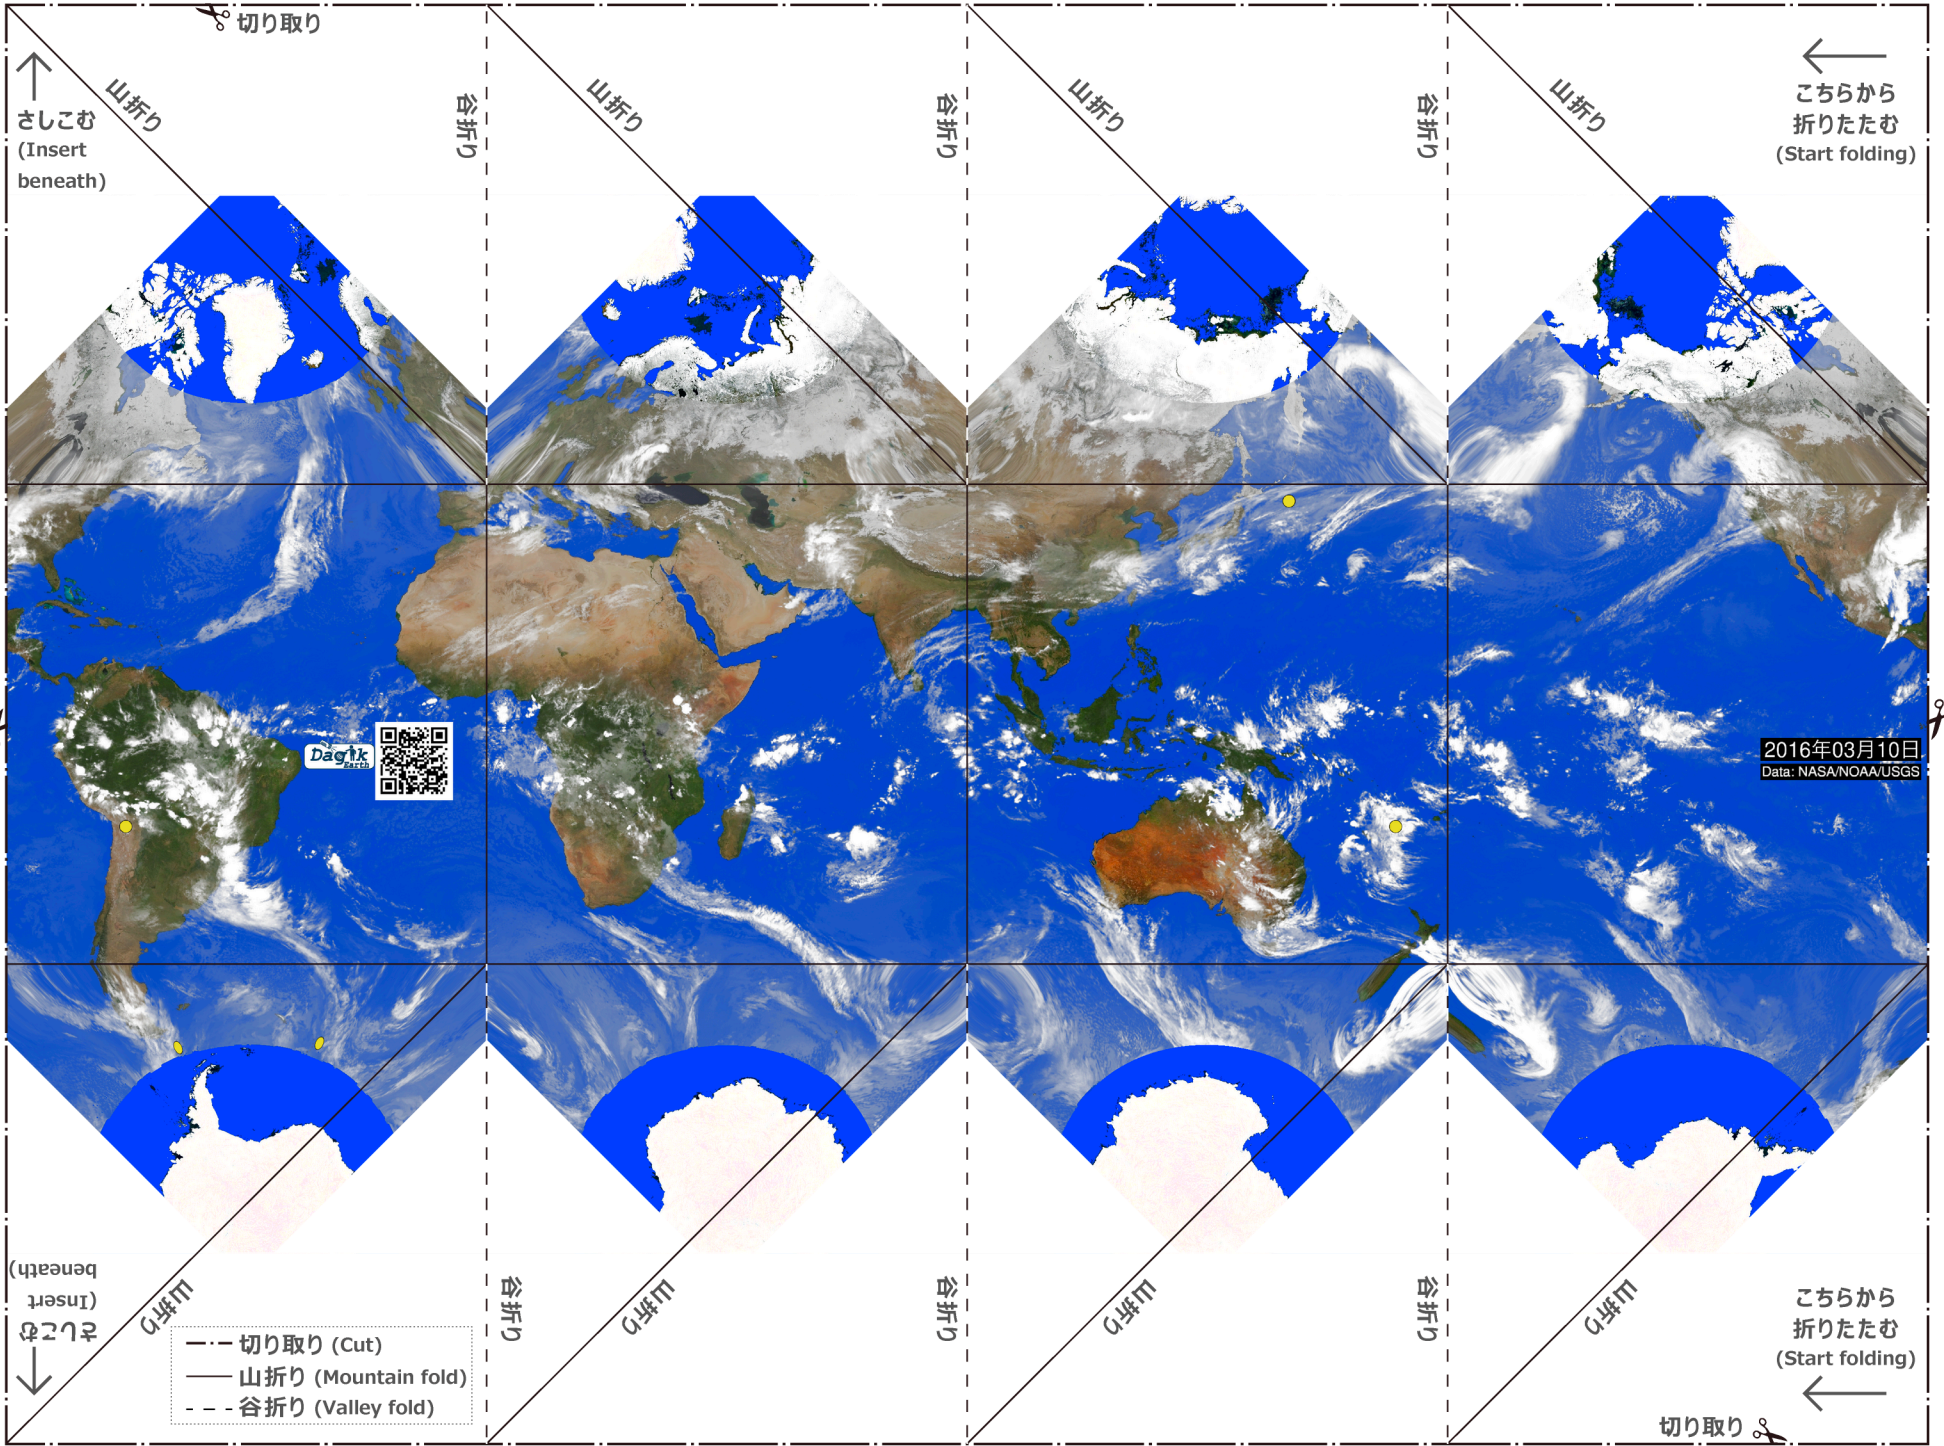 切り取り
さしこむ
(Insert
beneath)
山折り
谷折り
山折り
谷折り
山折り
谷折り
山折り
こちらから
折りたたむ
(Start folding)
Dagik
Earth
2016年03月10日
Data: NASA/NOAA/USGS
さしこむ
(Insert
beneath)
山折り
谷折り
山折り
谷折り
山折り
谷折り
山折り
こちらから
折りたたむ
(Start folding)
切り取り (Cut)
山折り (Mountain fold)
谷折り (Valley fold)
切り取り